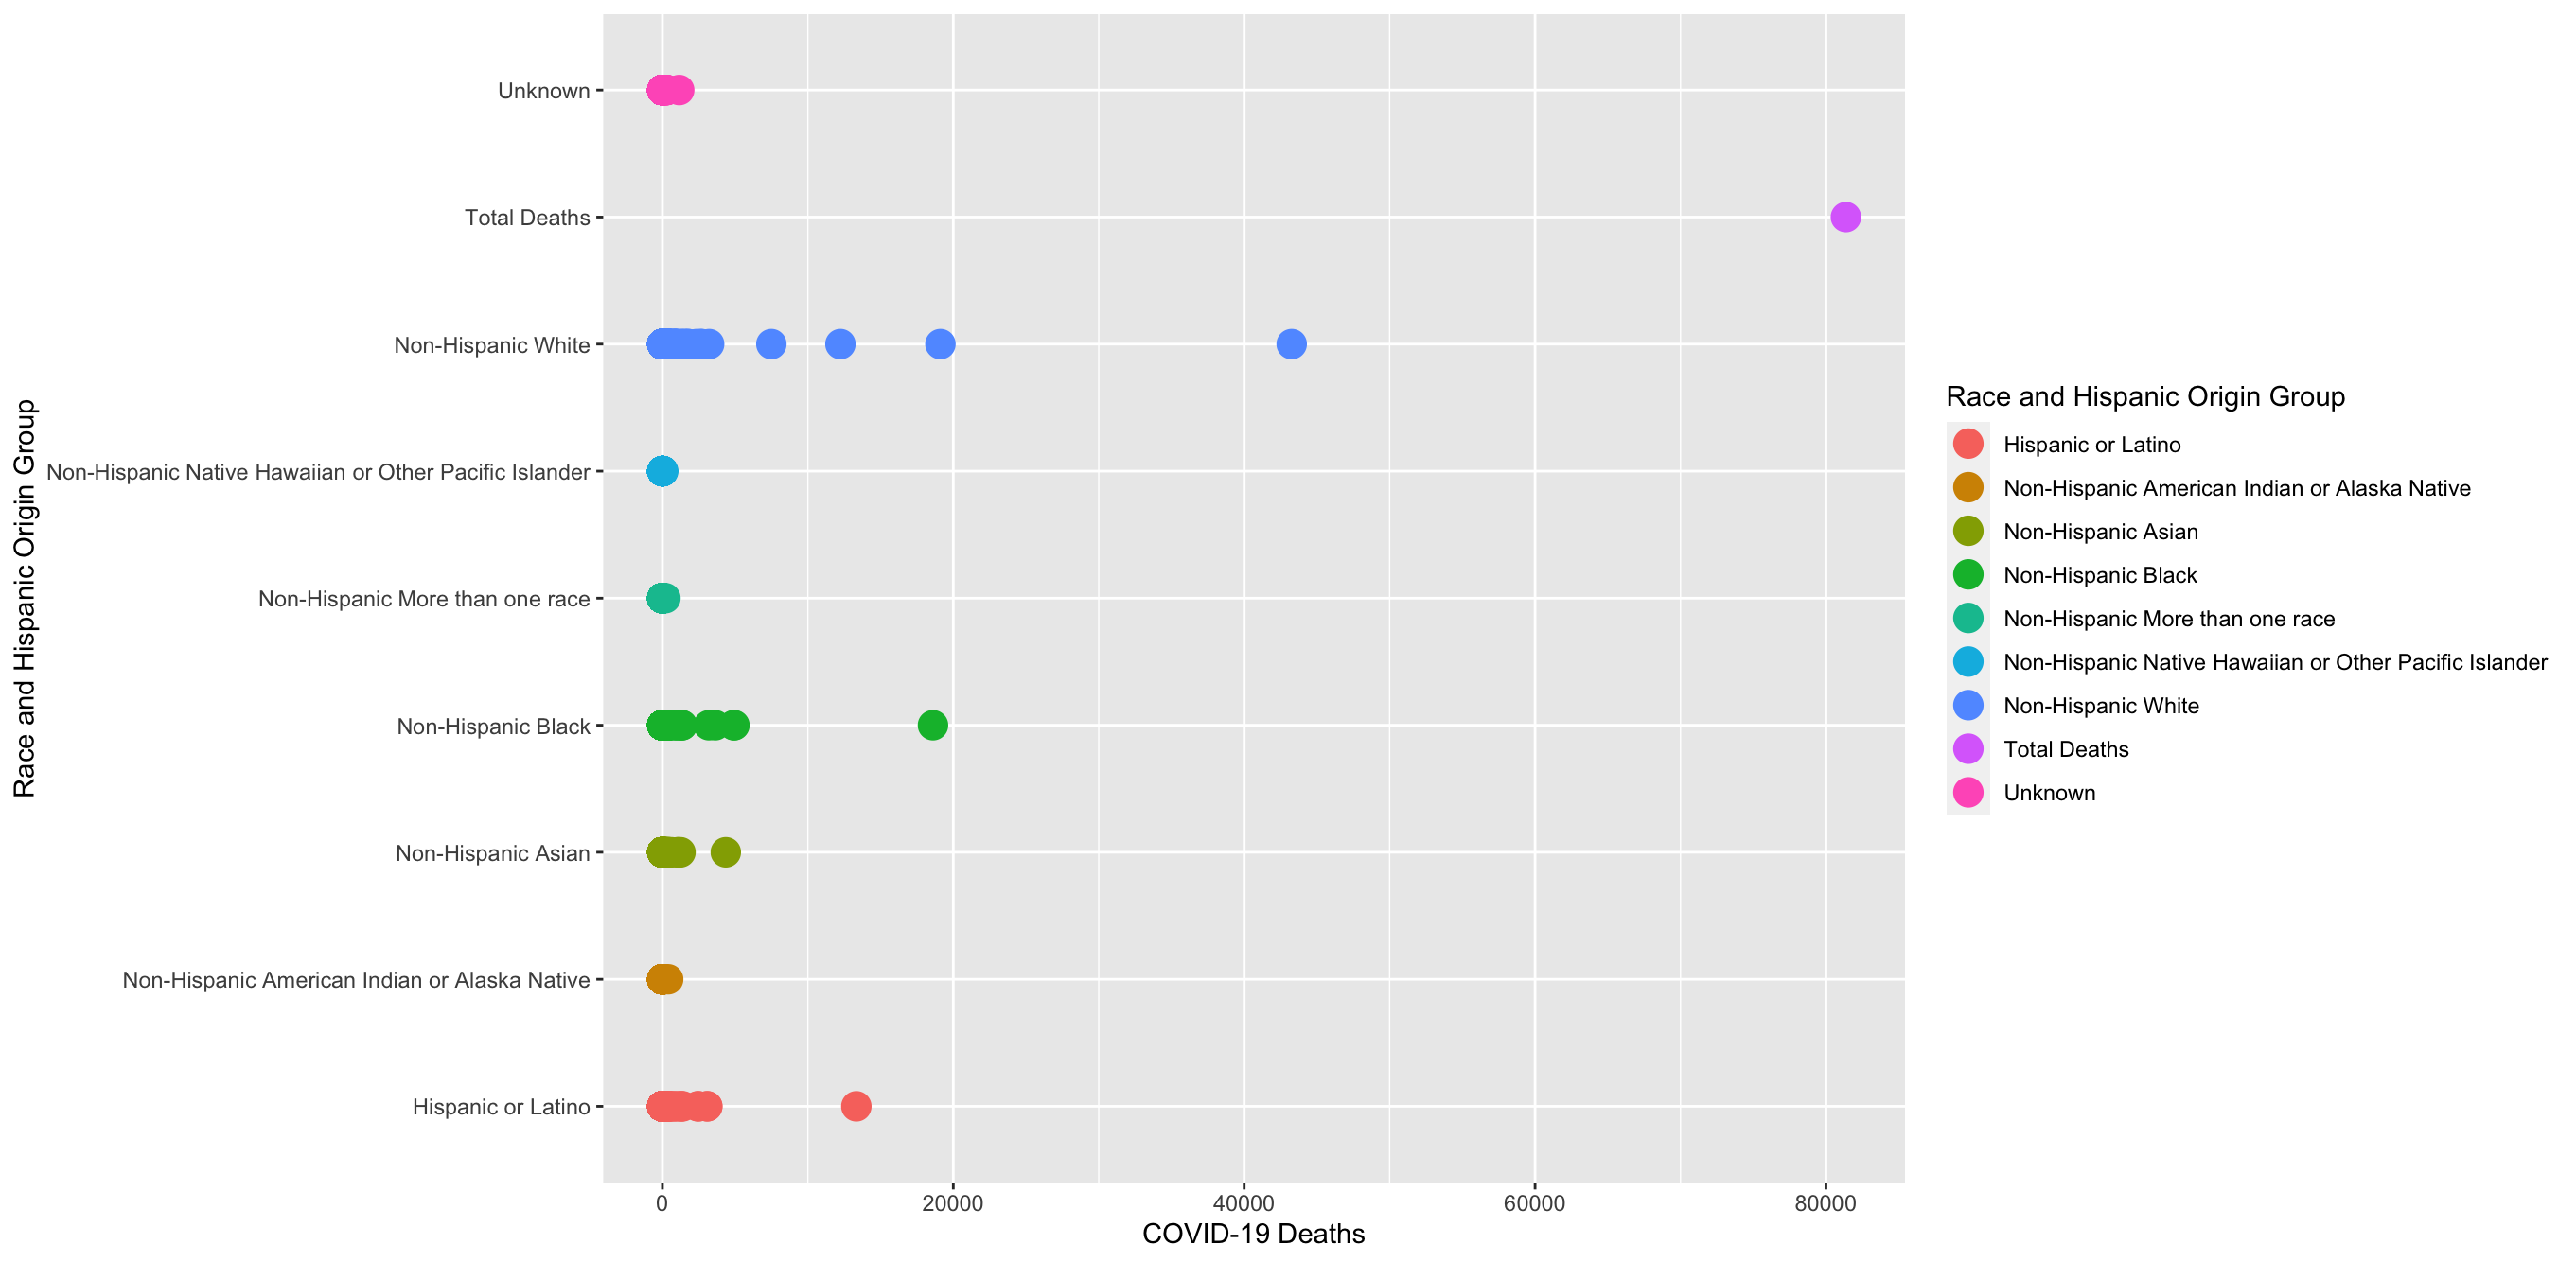 Race and Hispanic Origin Group
Unknown
Total Deaths
Non-Hispanic White
Non-Hispanic Native Hawaiian or Other Pacific Islander
Non-Hispanic More than one race
Non-Hispanic Black
Non-Hispanic Asian
Non-Hispanic American Indian or Alaska Native
Hispanic or Latino
0 20000 40000 60000 80000
COVID-19 Deaths
Race and Hispanic Origin Group
Hispanic or Latino
Non-Hispanic American Indian or Alaska Native
Non-Hispanic Asian
Non-Hispanic Black
Non-Hispanic More than one race
Non-Hispanic Native Hawaiian or Other Pacific Islander
Non-Hispanic White
Total Deaths
Unknown